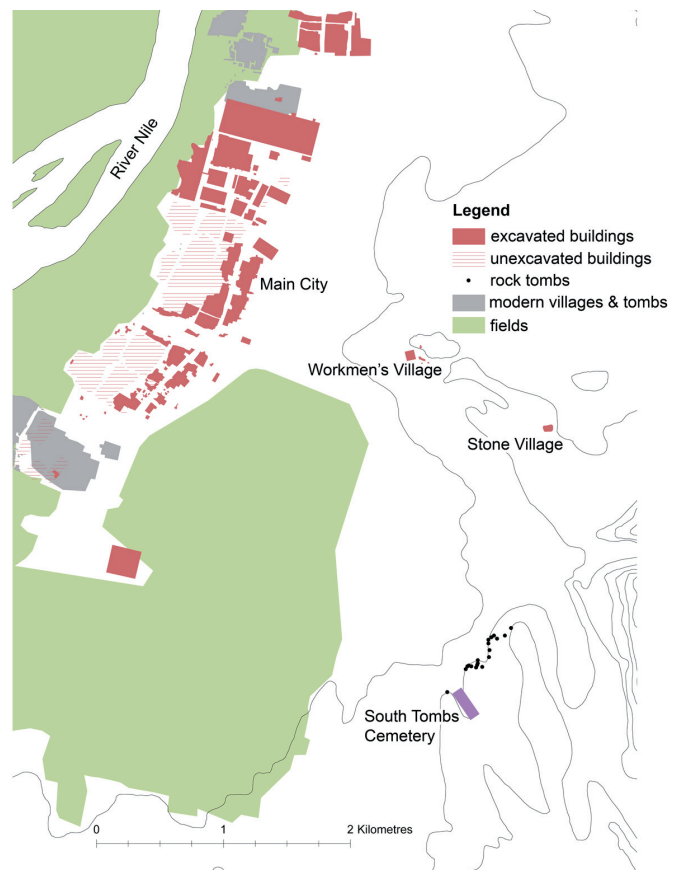 River Nile
Legend
excavated buildings
unexcavated buildings
rock tombs
modern villages & tombs
fields
Main City
Workmen's Village
Stone Village
South Tombs
Cemetery
0 1 2 Kilometres